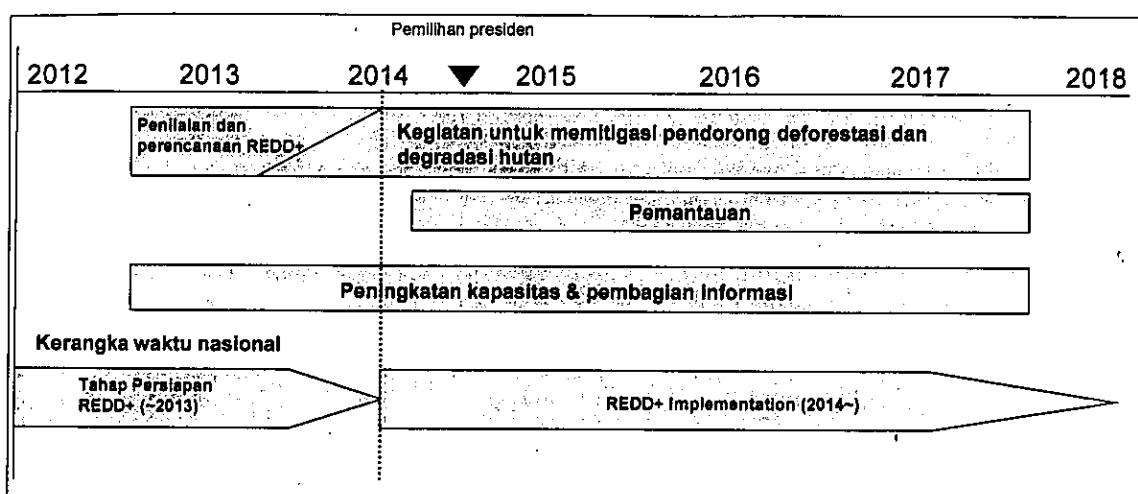 Pemilihan presiden
2012 2013 2014 2015 2016 2017 2018
Penilaian dan
perencanaan REDD+
Kegiatan untuk memitigasi pendorong deforestasi dan
degradasi hutan
Pemantauan
Peningkatan kapasitas & pembagian informasi
Kerangka waktu nasional
Tahap Persiapan
REDD+ (~2013)
REDD+ Implementation (2014~)